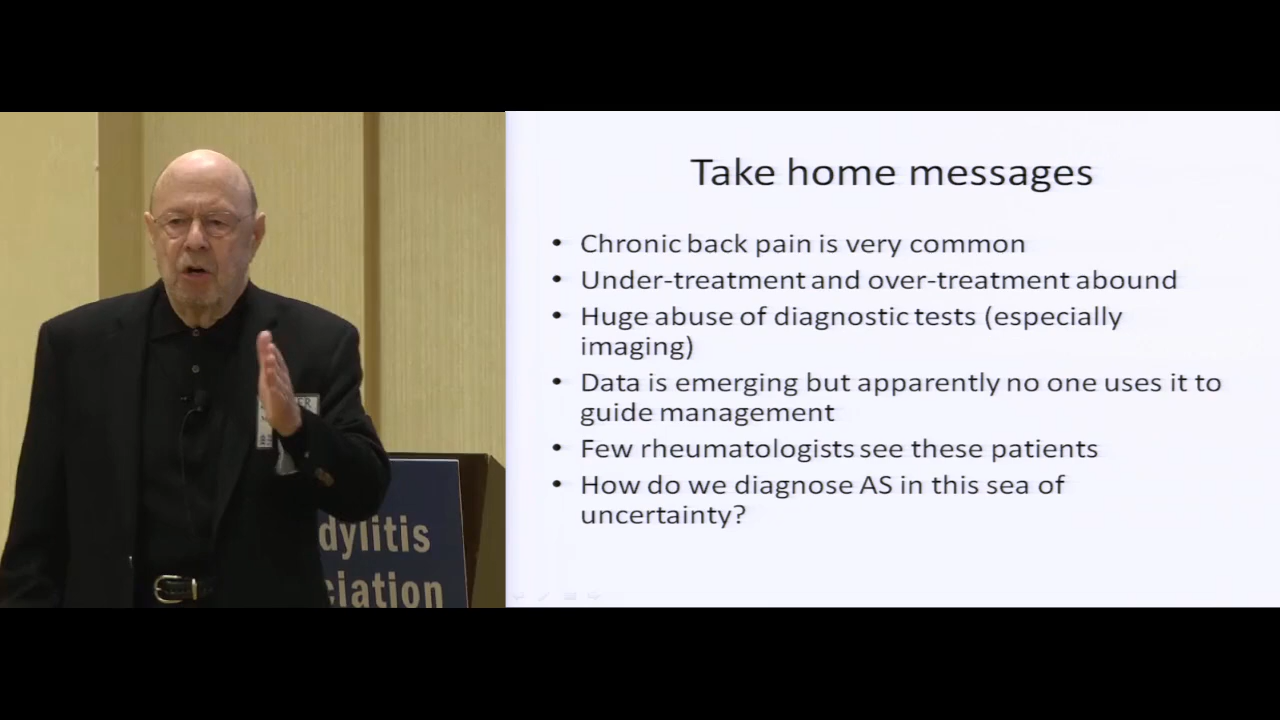 Take home messages
• Chronic back pain is very common
• Under-treatment and over-treatment abound
• Huge abuse of diagnostic tests (especially
imaging)
• Data is emerging but apparently no one uses it to
guide management
• Few rheumatologists see these patients
• How do we diagnose AS in this sea of
uncertainty?
dylitis
ciation